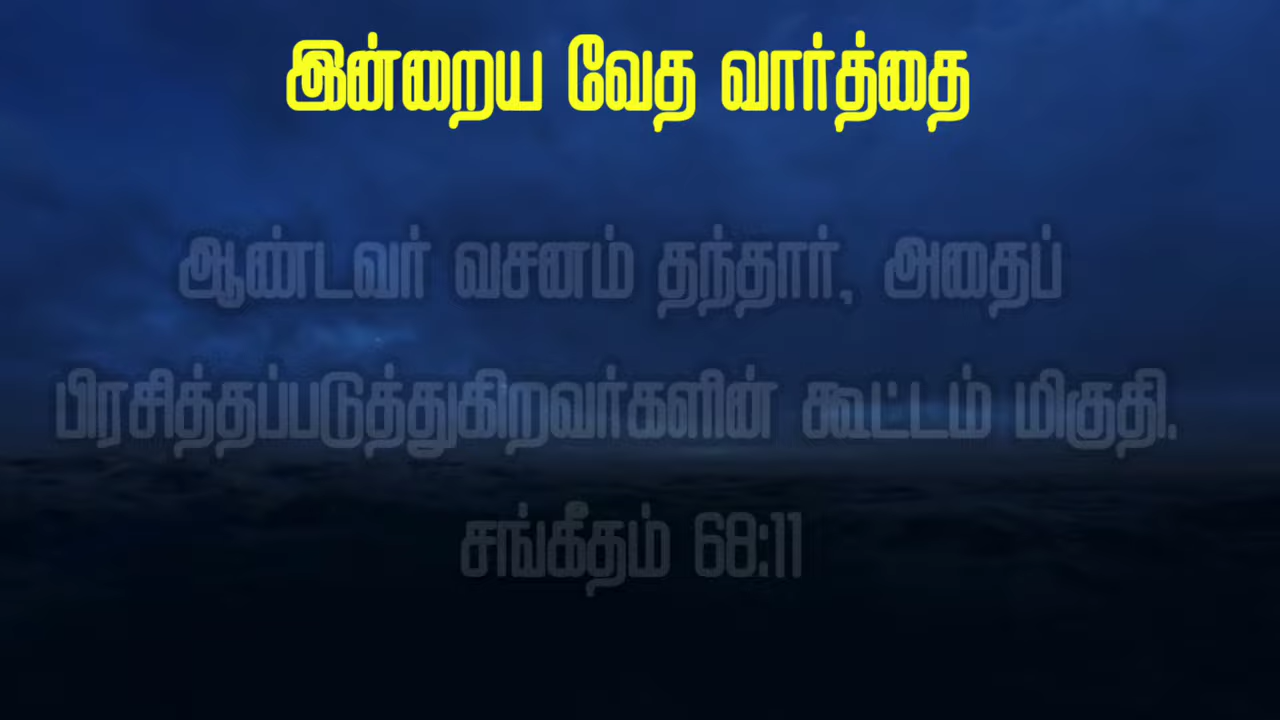 இன்றைய வேத வார்த்தை
ஆண்டவர் வசனம் தந்தார், அதைப்
பிரசித்தப்படுத்துகிறவர்களின் கூட்டம் மிகுதி.
சங்கீதம் 68:11